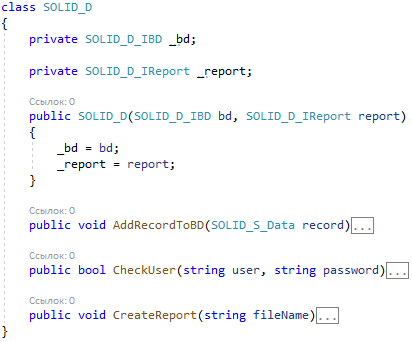 class SOLID_D
{
private SOLID_D_IBD _bd;
private SOLID_D_IReport _report;
Ссылок: 0
public SOLID_D(SOLID_D_IBD bd, SOLID_D_IReport report)
{
_bd = bd;
_report = report;
}
Ссылок: 0
public void AddRecordToBD(SOLID_S_Data record)...
Ссылок: 0
public bool CheckUser(string user, string password)...
Ссылок: 0
public void CreateReport(string fileName)...
}